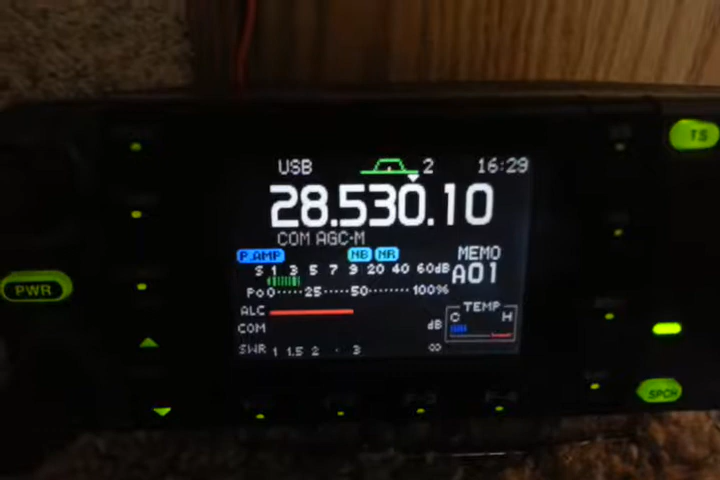 TS
USB 2 16:29
28.530.10
COM AGC-M
P.AMP NB NR MEMO
S 1 3 5 7 9 20 40 60dB A01
PWR
Po 0 25 50 100%
TEMP
C H
ALC
COM dB
SWR 1 1.5 2 3 ∞
SPCH